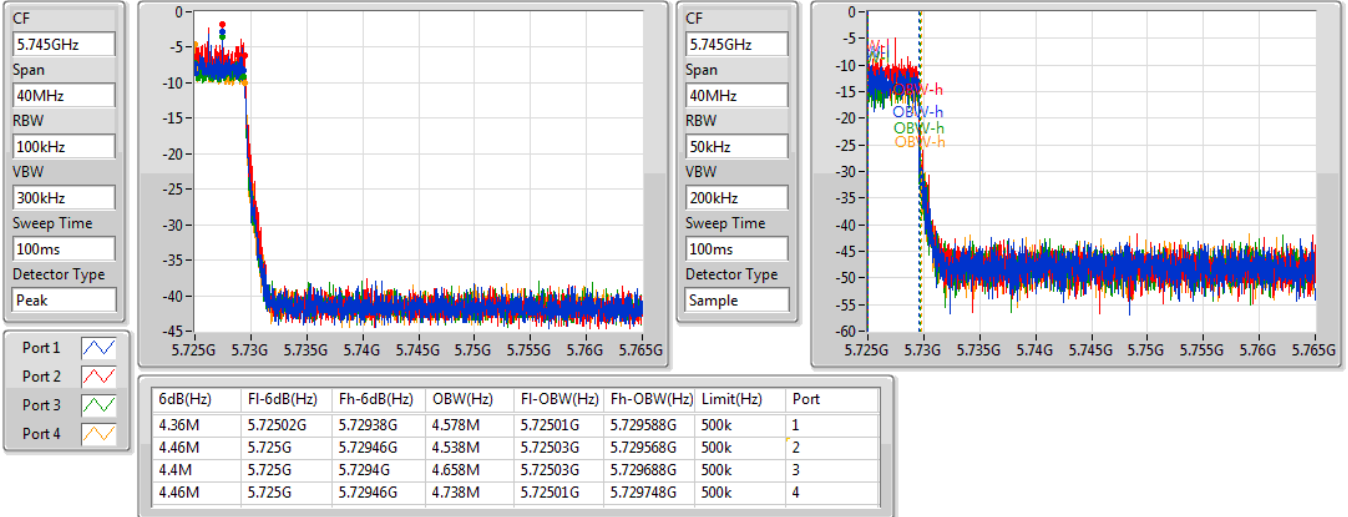 CF
5.745GHz
Span
40MHz
RBW
100kHz
VBW
300kHz
Sweep Time
100ms
Detector Type
Peak
0
-5
-10
-15
-20
-25
-30
-35
-40
-45
5.725G 5.73G 5.735G 5.74G 5.745G 5.75G 5.755G 5.76G 5.765G
CF
5.745GHz
Span
40MHz
RBW
50kHz
VBW
200kHz
Sweep Time
100ms
Detector Type
Sample
0
-5
-10
-15
-20
-25
-30
-35
-40
-45
-50
-55
-60
OBW-h
OBW-h
OBW-h
OBW-h
5.725G 5.73G 5.735G 5.74G 5.745G 5.75G 5.755G 5.76G 5.765G
Port 1
Port 2
Port 3
Port 4
6dB(Hz) Fl-6dB(Hz) Fh-6dB(Hz) OBW(Hz) Fl-OBW(Hz) Fh-OBW(Hz) Limit(Hz) Port
4.36M 5.72502G 5.72938G 4.578M 5.72501G 5.729588G 500k 1
4.46M 5.725G 5.72946G 4.538M 5.72503G 5.729568G 500k 2
4.4M 5.725G 5.7294G 4.658M 5.72503G 5.729688G 500k 3
4.46M 5.725G 5.72946G 4.738M 5.72501G 5.729748G 500k 4